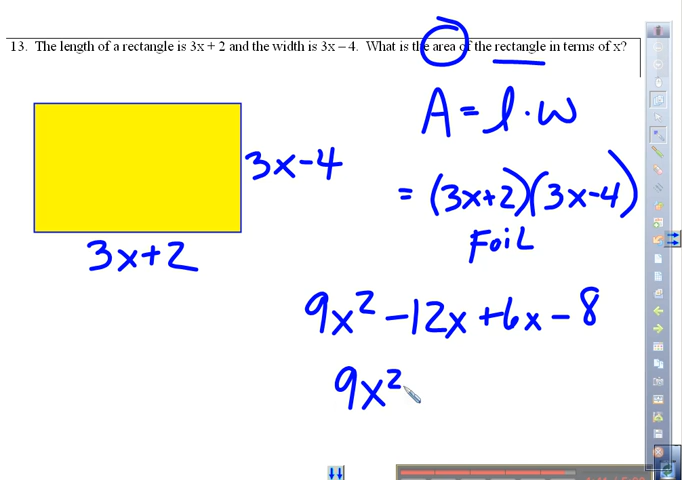 13. The length of a rectangle is 3x + 2 and the width is 3x – 4. What is the area of the rectangle in terms of x?
A = l · w
3x - 4
= (3x+2)(3x-4)
FoiL
3x+2
9x² - 12x + 6x - 8
9x²